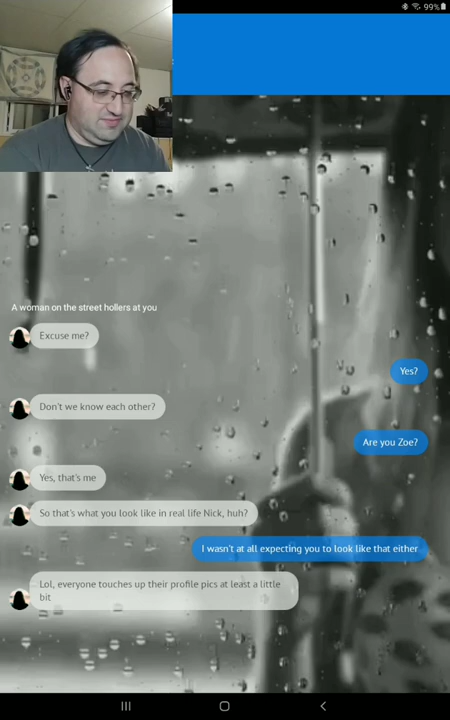 99%
A woman on the street hollers at you
Excuse me?
Yes?
Don't we know each other?
Are you Zoe?
Yes, that's me
So that's what you look like in real life Nick, huh?
I wasn't at all expecting you to look like that either
Lol, everyone touches up their profile pics at least a little
bit